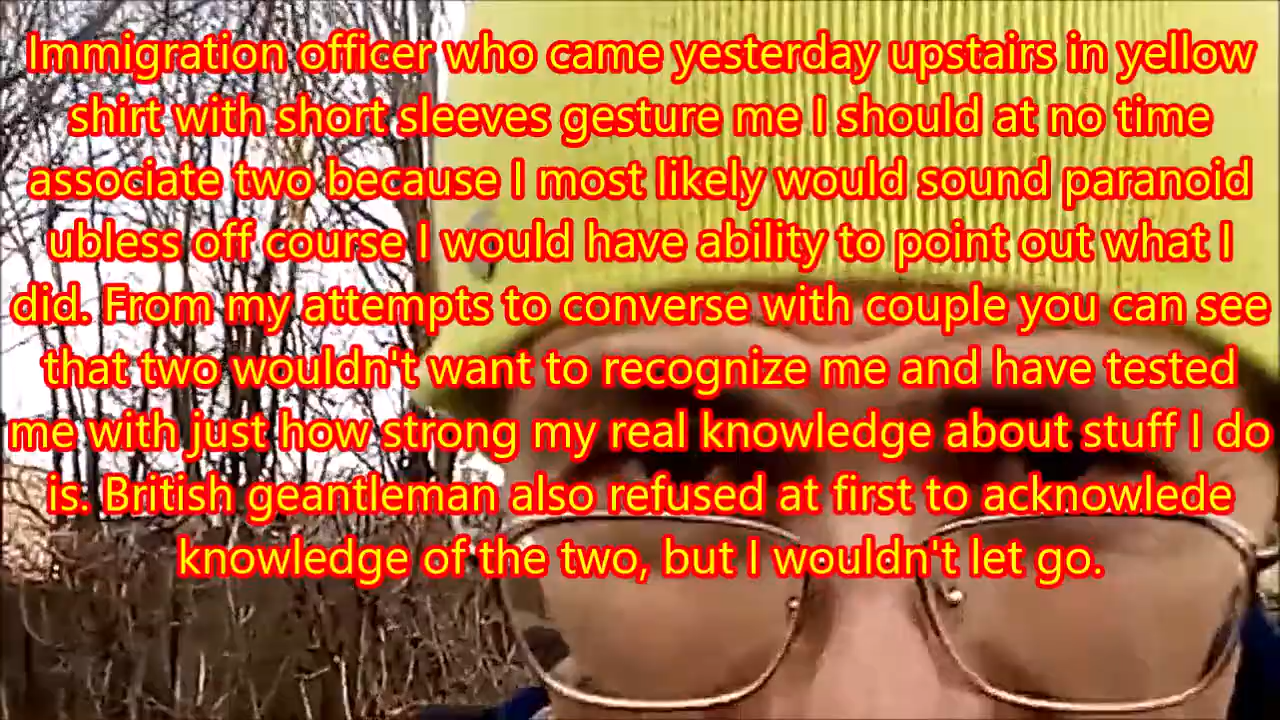 Immigration officer who came yesterday upstairs in yellow
shirt with short sleeves gesture me I should at no time
associate two because I most likely would sound paranoid
ubless off course I would have ability to point out what I
did. From my attempts to converse with couple you can see
that two wouldn't want to recognize me and have tested
me with just how strong my real knowledge about stuff I do
is. British geantleman also refused at first to acknowlede
knowledge of the two, but I wouldn't let go.